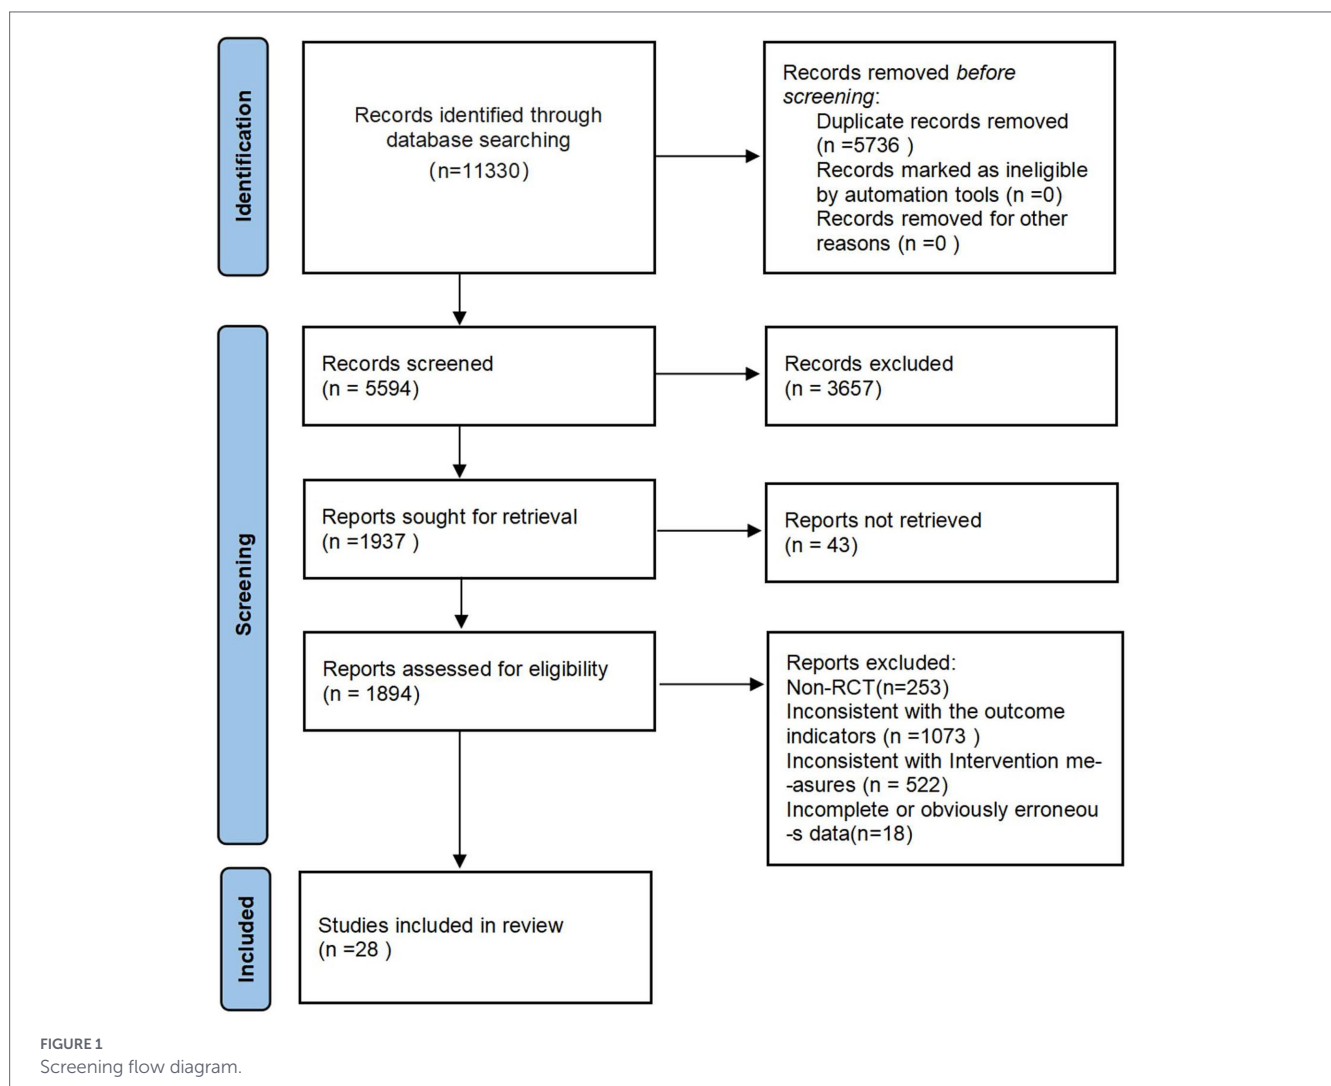 Identification
Records identified through
database searching
(n=11330)
Records removed before
screening:
Duplicate records removed
(n =5736 )
Records marked as ineligible
by automation tools (n =0)
Records removed for other
reasons (n =0 )
Screening
Records screened
(n = 5594)
Records excluded
(n = 3657)
Reports sought for retrieval
(n =1937 )
Reports not retrieved
(n = 43)
Reports assessed for eligibility
(n = 1894)
Reports excluded:
Non-RCT(n=253)
Inconsistent with the outcome
indicators (n =1073 )
Inconsistent with Intervention me-
-asures (n = 522)
Incomplete or obviously erroneou
-s data(n=18)
Included
Studies included in review
(n =28 )
FIGURE 1
Screening flow diagram.